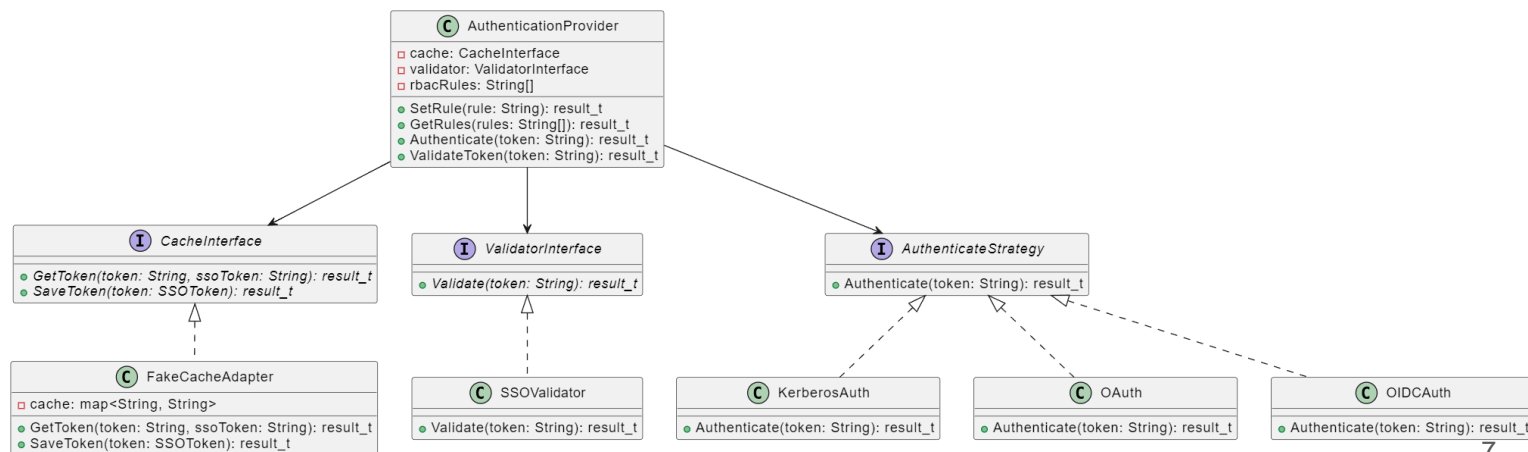 C AuthenticationProvider
cache: CacheInterface
validator: ValidatorInterface
rbacRules: String[]
SetRule(rule: String): result_t
GetRules(rules: String[]): result_t
Authenticate(token: String): result_t
ValidateToken(token: String): result_t
I CacheInterface
GetToken(token: String, ssoToken: String): result_t
SaveToken(token: SSOToken): result_t
I ValidatorInterface
Validate(token: String): result_t
I AuthenticateStrategy
Authenticate(token: String): result_t
C FakeCacheAdapter
cache: map<String, String>
GetToken(token: String, ssoToken: String): result_t
SaveToken(token: SSOToken): result_t
C SSOValidator
Validate(token: String): result_t
C KerberosAuth
Authenticate(token: String): result_t
C OAuth
Authenticate(token: String): result_t
C OIDCAuth
Authenticate(token: String): result_t